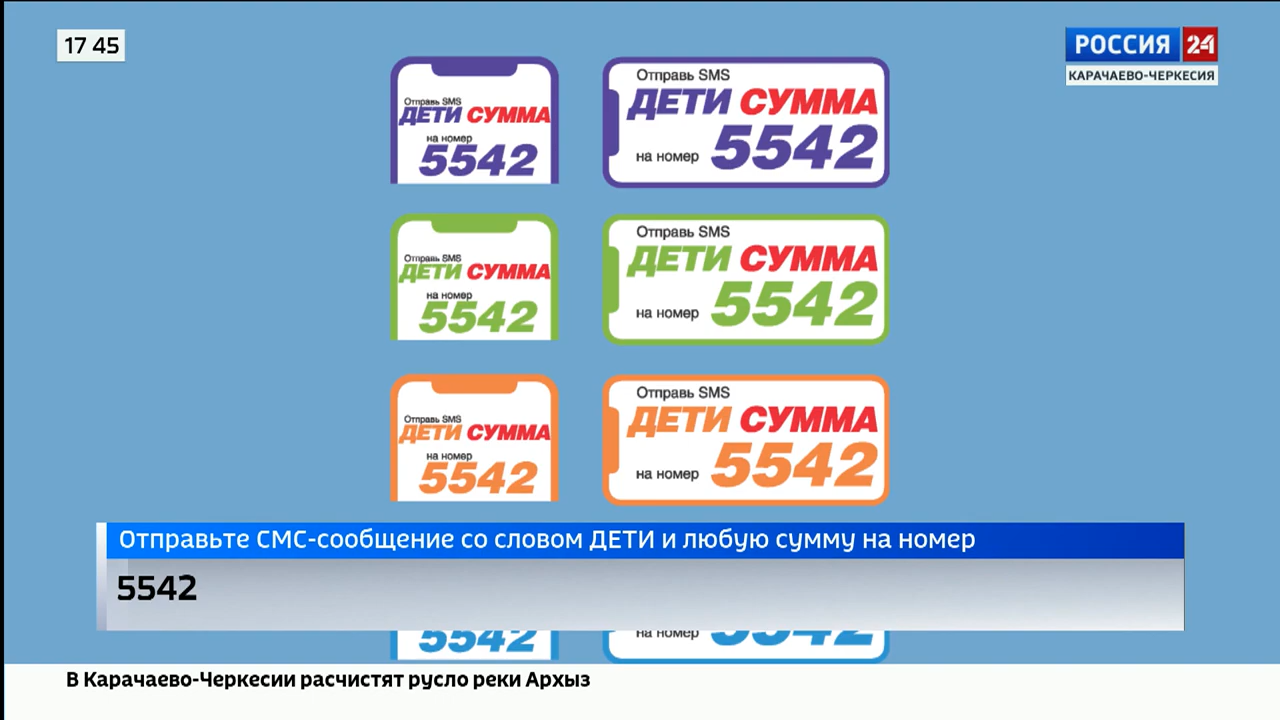 17 45
РОССИЯ 24
КАРАЧАЕВО-ЧЕРКЕСИЯ
Отправь SMS
ДЕТИ СУММА
на номер
5542
Отправь SMS
ДЕТИ СУММА
на номер 5542
Отправь SMS
ДЕТИ СУММА
на номер
5542
Отправь SMS
ДЕТИ СУММА
на номер 5542
Отправь SMS
ДЕТИ СУММА
на номер
5542
Отправь SMS
ДЕТИ СУММА
на номер 5542
Отправьте СМС-сообщение со словом ДЕТИ и любую сумму на номер
5542
5542
на номер 5542
В Карачаево-Черкесии расчистят русло реки Архыз